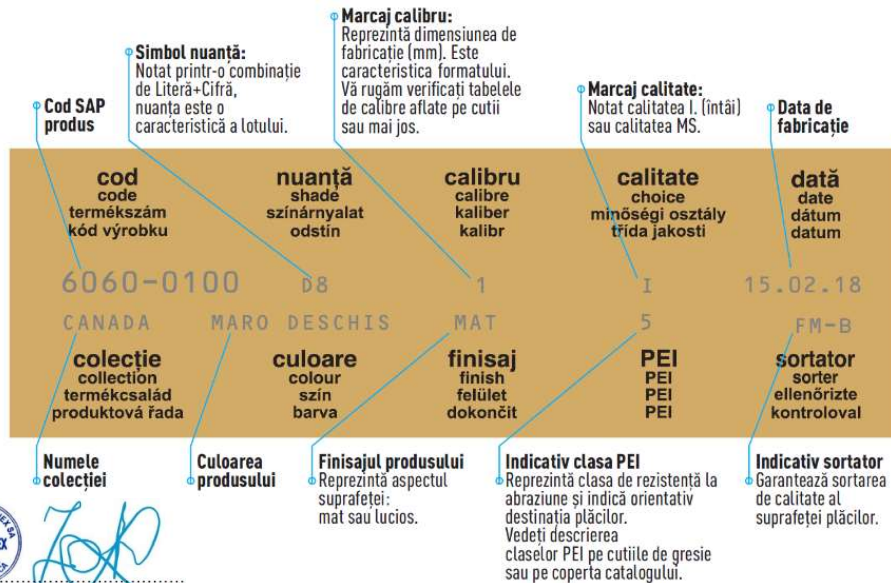 Cod SAP
produs
Simbol nuanță:
Notat printr-o combinație
de Literă+Cifră,
nuanța este o
caracteristică a lotului.
Marcaj calibru:
Reprezintă dimensiunea de
fabricație (mm). Este
caracteristica formatului.
Vă rugăm verificați tabelele
de calibre aflate pe cutii
sau mai jos.
Marcaj calitate:
Notat calitatea I. (întâi)
sau calitatea MS.
Data de
fabricație
cod nuanță calibru calitate dată
code shade calibre choice date
termékszám színárnyalat kaliber minőségi osztály dátum
kód výrobku odstín kalibr třída jakosti datum
6060-0100 D8 1 I 15.02.18
CANADA MARO DESCHIS MAT 5 FM-B
colecție culoare finisaj PEI sortator
collection colour finish PEI sorter
termékcsalád szín felület PEI ellenőrizte
produktová řada barva dokončit PEI kontroloval
Numele
colecției
Culoarea
produsului
Finisajul produsului
Reprezintă aspectul
suprafeței:
mat sau lucios.
Indicativ clasa PEI
Reprezintă clasa de rezistență la
abraziune și indică orientativ
destinația plăcilor.
Vedeți descrierea
claselor PEI pe cutiile de gresie
sau pe coperta catalogului.
Indicativ sortator
Garantează sortarea
de calitate al
suprafeței plăcilor.